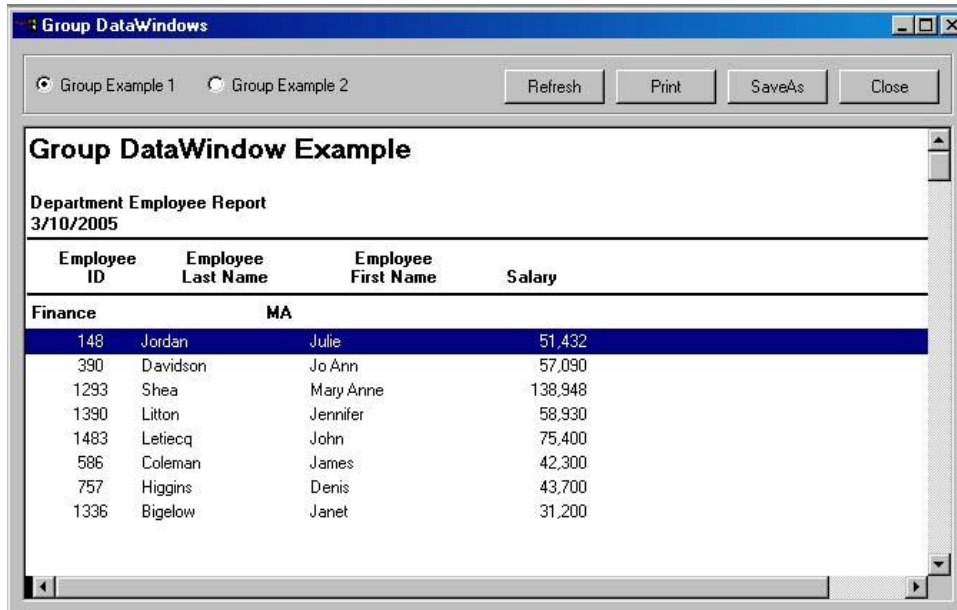 Group DataWindows
Group Example 1 Group Example 2 Refresh Print SaveAs Close
Group DataWindow Example
Department Employee Report
3/10/2005
Employee Employee Employee
ID Last Name First Name Salary
Finance MA
148 Jordan Julie 51,432
390 Davidson Jo Ann 57,090
1293 Shea Mary Anne 138,948
1390 Litton Jennifer 58,930
1483 Letiecq John 75,400
586 Coleman James 42,300
757 Higgins Denis 43,700
1336 Bigelow Janet 31,200